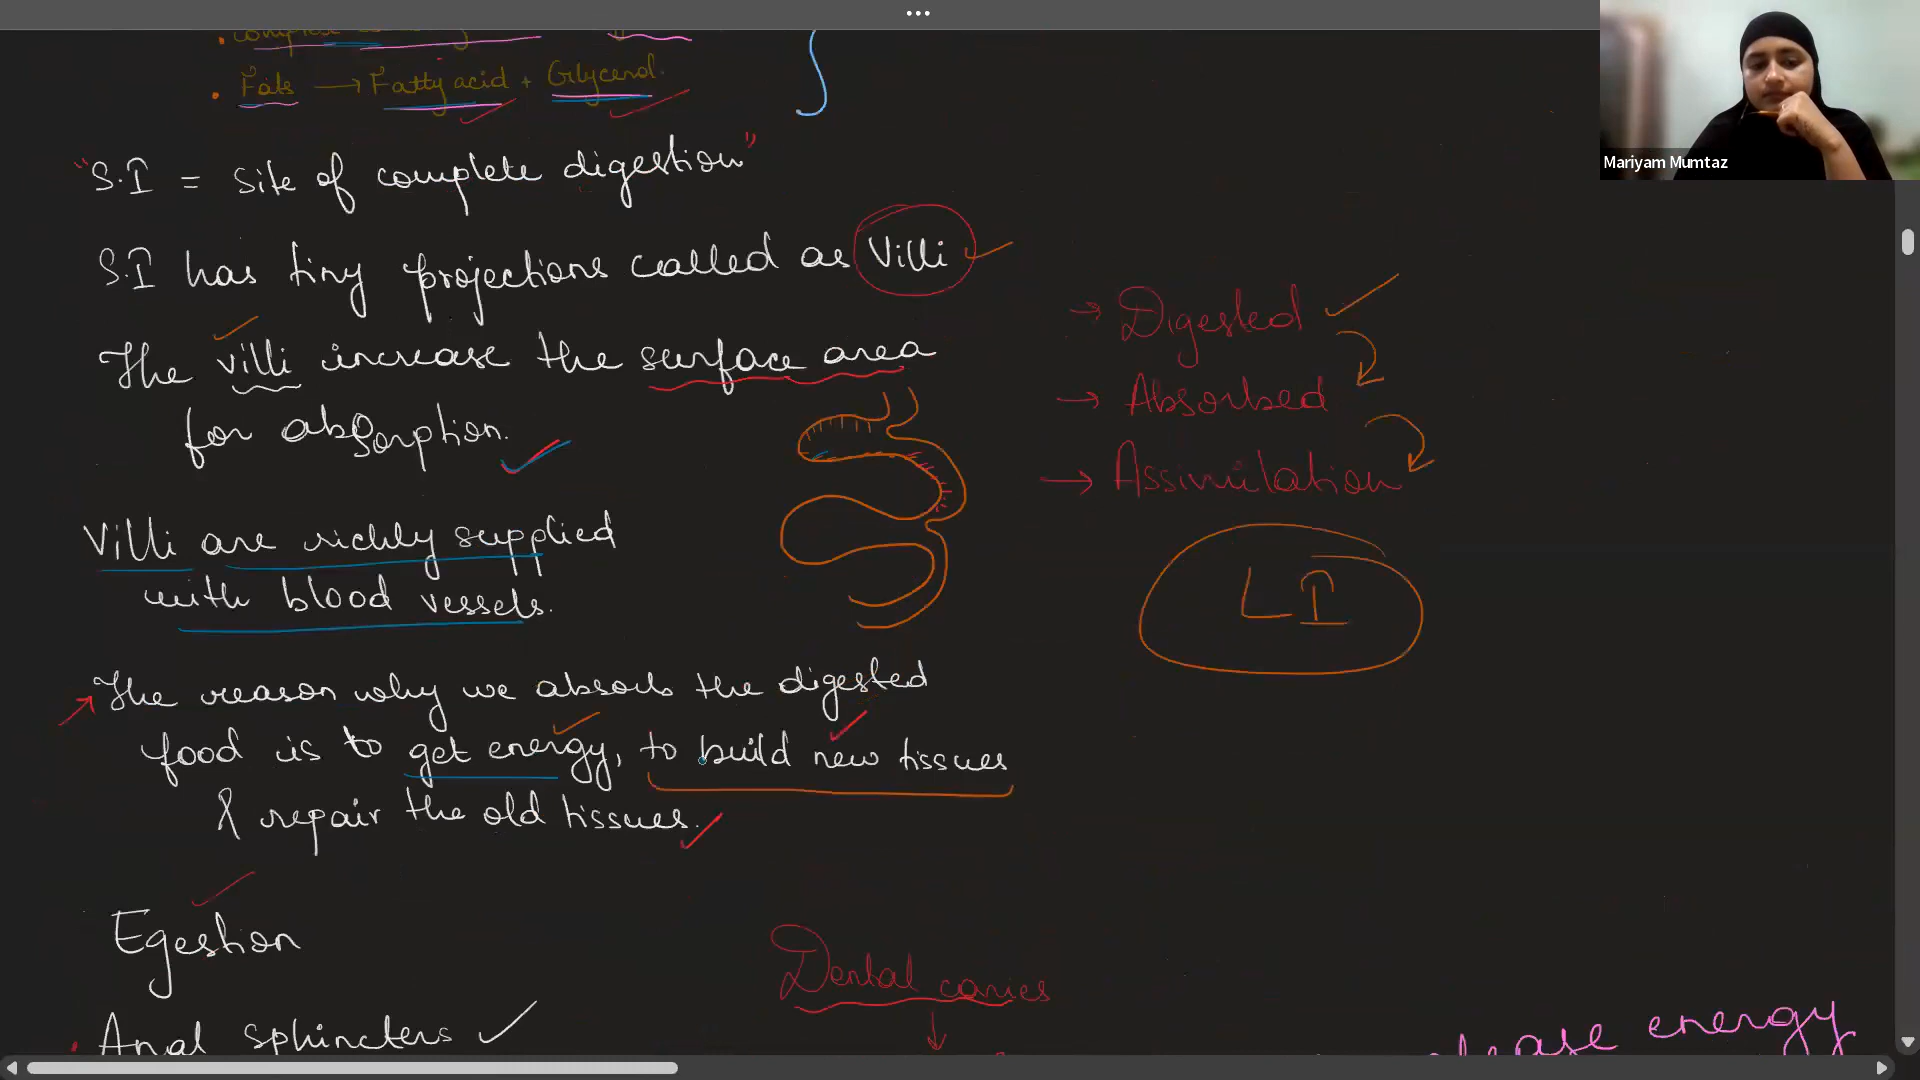 Fats → Fatty acid + Glycerol.
"S.I = Site of complete digestion"
S.I has tiny projections called as Villi
The villi increase the surface area
for absorption.
Villi are richly supplied
with blood vessels.
→ The reason why we absorb the digested
food is to get energy, to build new tissues
& repair the old tissues.
Egestion
• Anal sphincters
→ Digested
→ Absorbed
→ Assimilation
LI
Dental caries
energy
Mariyam Mumtaz